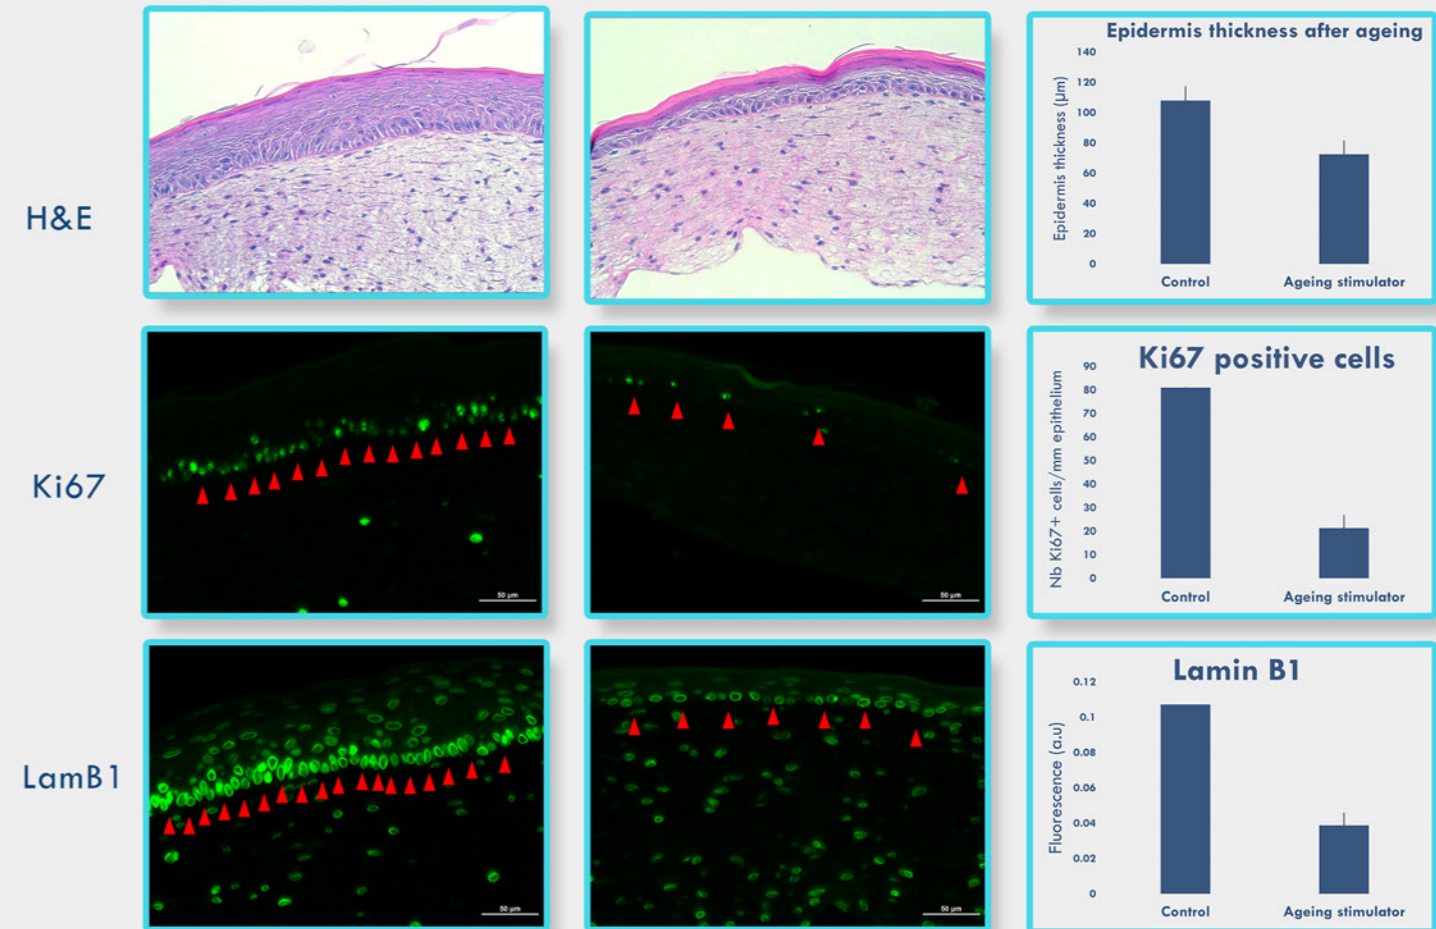 H&E
Epidermis thickness after ageing
Epidermis thickness (µm)
140
120
100
80
60
40
20
0
Control
Ageing stimulator
Ki67
50 µm
50 µm
Ki67 positive cells
Nb Ki67+ cells/mm epithelium
90
80
70
60
50
40
30
20
10
0
Control
Ageing stimulator
LamB1
50 µm
50 µm
Lamin B1
Fluorescence (a.u)
0.12
0.1
0.08
0.06
0.04
0.02
0
Control
Ageing stimulator